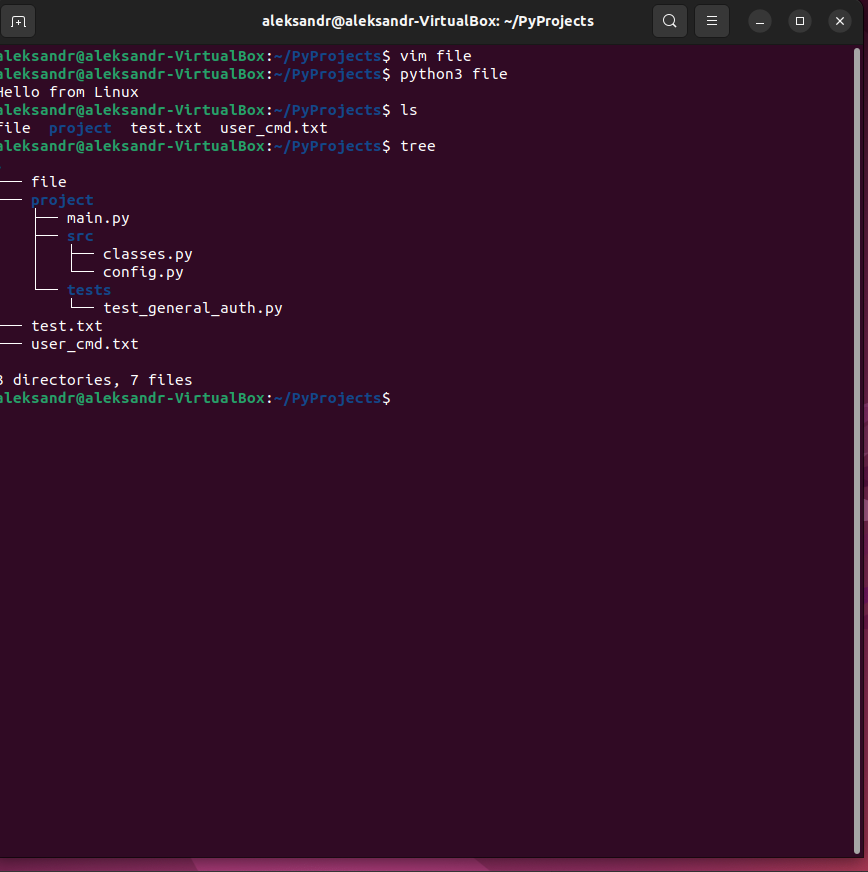 aleksandr@aleksandr-VirtualBox: ~/PyProjects
aleksandr@aleksandr-VirtualBox:~/PyProjects$ vim file
aleksandr@aleksandr-VirtualBox:~/PyProjects$ python3 file
Hello from Linux
aleksandr@aleksandr-VirtualBox:~/PyProjects$ ls
file  project  test.txt  user_cmd.txt
aleksandr@aleksandr-VirtualBox:~/PyProjects$ tree
.
├── file
├── project
│   ├── main.py
│   ├── src
│   │   ├── classes.py
│   │   └── config.py
│   └── tests
│       └── test_general_auth.py
├── test.txt
└── user_cmd.txt
3 directories, 7 files
aleksandr@aleksandr-VirtualBox:~/PyProjects$